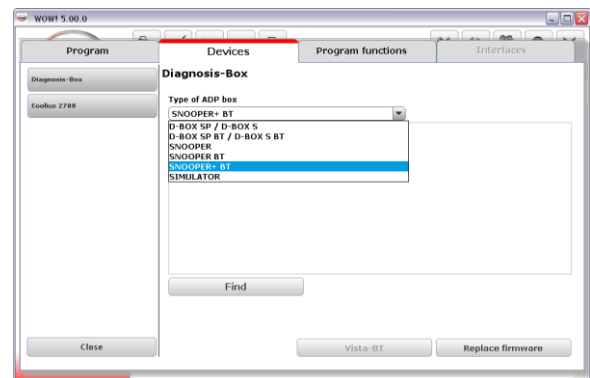 WOW! 5.00.0
Program
Devices
Program functions
Interfaces
Diagnosis-Box
Coolius 2700
Diagnosis-Box
Type of ADP box
SNOOPER+ BT
D-BOX SP / D-BOX S
D-BOX SP BT / D-BOX S BT
SNOOPER
SNOOPER BT
SNOOPER+ BT
SIMULATOR
Find
Close
Vista-BT
Replace firmware